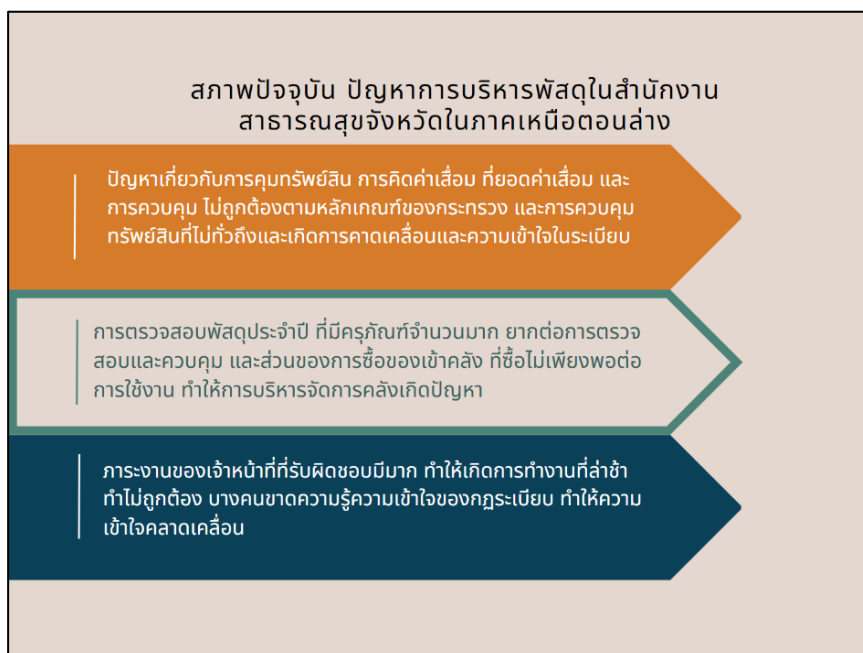 สภาพปัจจุบัน ปัญหาการบริหารพัสดุในสำนักงาน
สาธารณสุขจังหวัดในภาคเหนือตอนล่าง
ปัญหาเกี่ยวกับการคุมทรัพย์สิน การคิดค่าเสื่อม ที่ยอดค่าเสื่อม และ
การควบคุม ไม่ถูกต้องตามหลักเกณฑ์ของกระทรวง และการควบคุม
ทรัพย์สินที่ไม่ทั่วถึงและเกิดการคาดเคลื่อนและความเข้าใจในระเบียบ
การตรวจสอบพัสดุประจำปี ที่มีครุภัณฑ์จำนวนมาก ยากต่อการตรวจ
สอบและควบคุม และส่วนของการซื้อของเข้าคลัง ที่ซื้อไม่เพียงพอต่อ
การใช้งาน ทำให้การบริหารจัดการคลังเกิดปัญหา
ภาระงานของเจ้าหน้าที่ที่รับผิดชอบมีมาก ทำให้เกิดการทำงานที่ล่าช้า
ทำไม่ถูกต้อง บางคนขาดความรู้ความเข้าใจของกฎระเบียบ ทำให้ความ
เข้าใจคลาดเคลื่อน